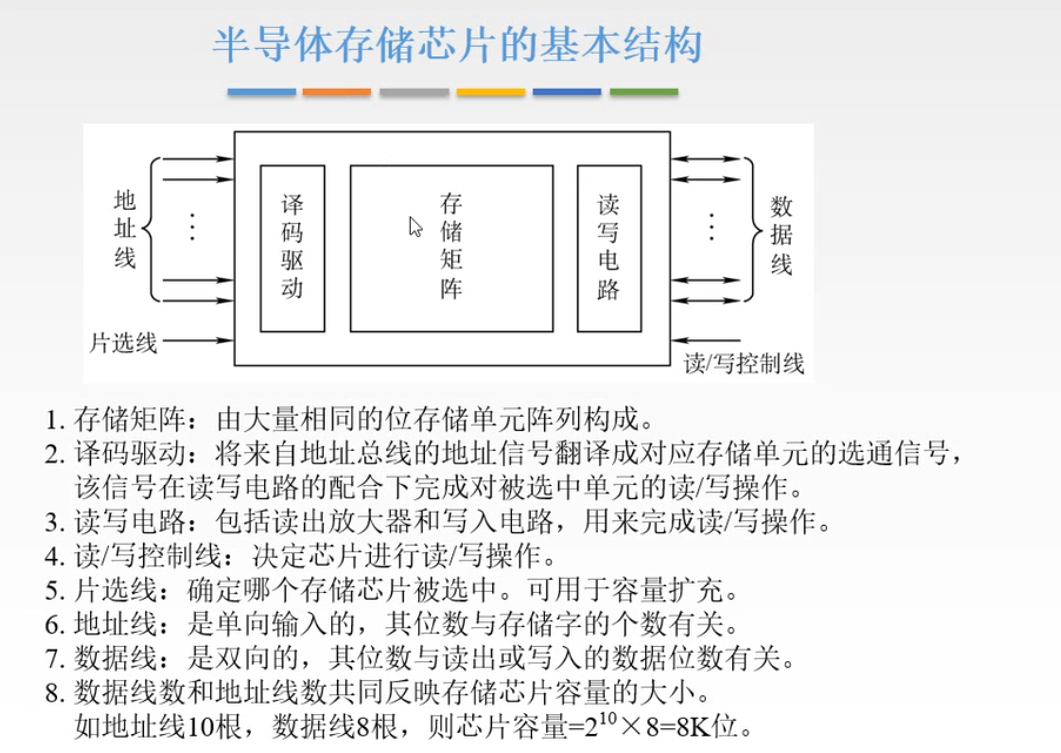 半导体存储芯片的基本结构
地址线
片选线
译码驱动
存储矩阵
读写电路
数据线
读/写控制线
1. 存储矩阵：由大量相同的位存储单元阵列构成。
2. 译码驱动：将来自地址总线的地址信号翻译成对应存储单元的选通信号，
该信号在读写电路的配合下完成对被选中单元的读/写操作。
3. 读写电路：包括读出放大器和写入电路，用来完成读/写操作。
4. 读/写控制线：决定芯片进行读/写操作。
5. 片选线：确定哪个存储芯片被选中。可用于容量扩充。
6. 地址线：是单向输入的，其位数与存储字的个数有关。
7. 数据线：是双向的，其位数与读出或写入的数据位数有关。
8. 数据线数和地址线数共同反映存储芯片容量的大小。
如地址线10根，数据线8根，则芯片容量=2¹⁰×8=8K位。